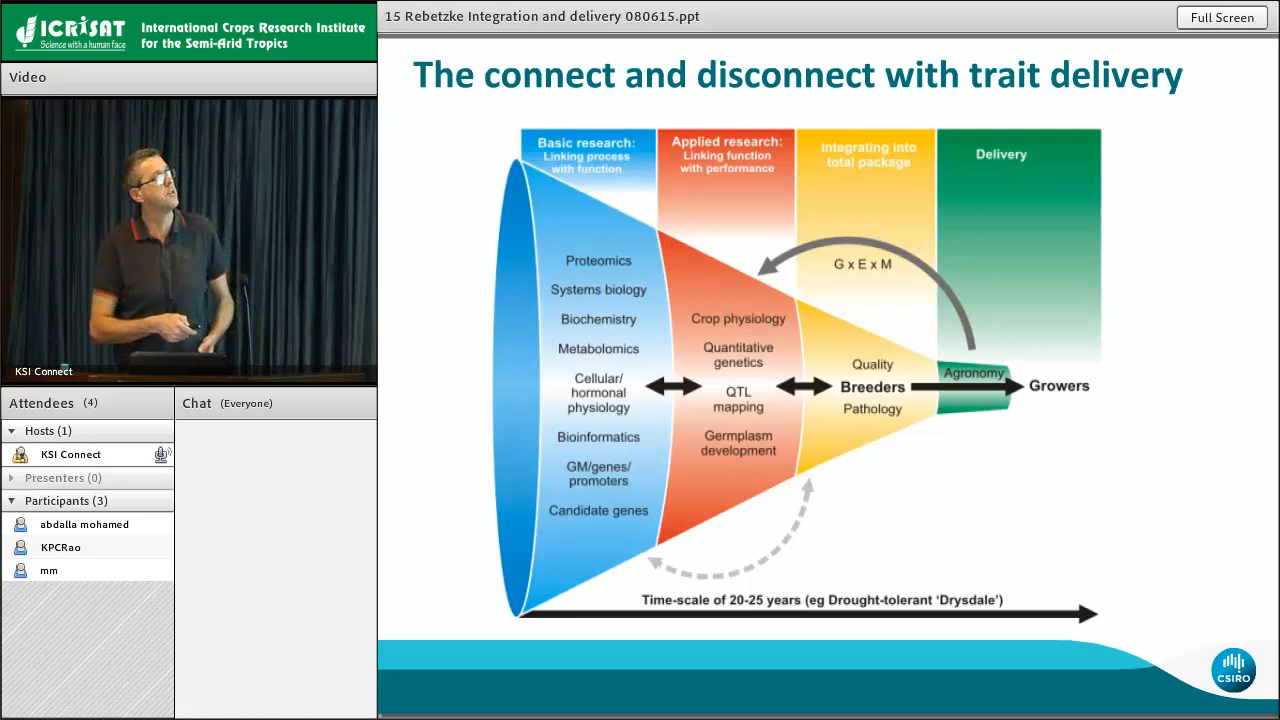 ICRISAT
Science with a human face
International Crops Research Institute
for the Semi-Arid Tropics
15 Rebetzke Integration and delivery 080615.ppt
Full Screen
Video
KSI Connect
Attendees (4)
Hosts (1)
KSI Connect
Presenters (0)
Participants (3)
abdalla mohamed
KPCRao
mm
Chat (Everyone)
The connect and disconnect with trait delivery
Basic research:
Linking process
with function
Applied research:
Linking function
with performance
Integrating into
total package
Delivery
Proteomics
Systems biology
Biochemistry
Metabolomics
Cellular/
hormonal
physiology
Bioinformatics
GM/genes/
promoters
Candidate genes
Crop physiology
Quantitative
genetics
QTL
mapping
Germplasm
development
G x E x M
Quality
Breeders
Pathology
Agronomy
Growers
Time-scale of 20-25 years (eg Drought-tolerant ‘Drysdale’)
CSIRO